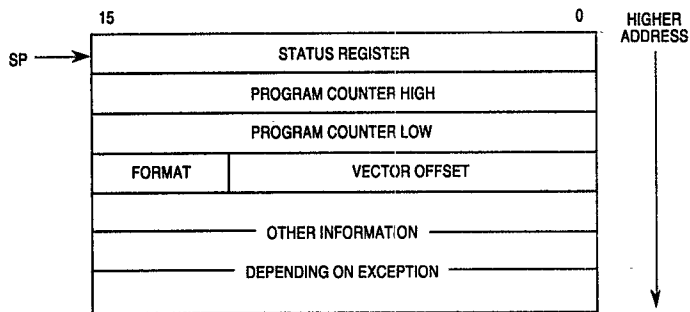 15 0 HIGHER
ADDRESS
SP STATUS REGISTER
PROGRAM COUNTER HIGH
PROGRAM COUNTER LOW
FORMAT VECTOR OFFSET
OTHER INFORMATION
DEPENDING ON EXCEPTION